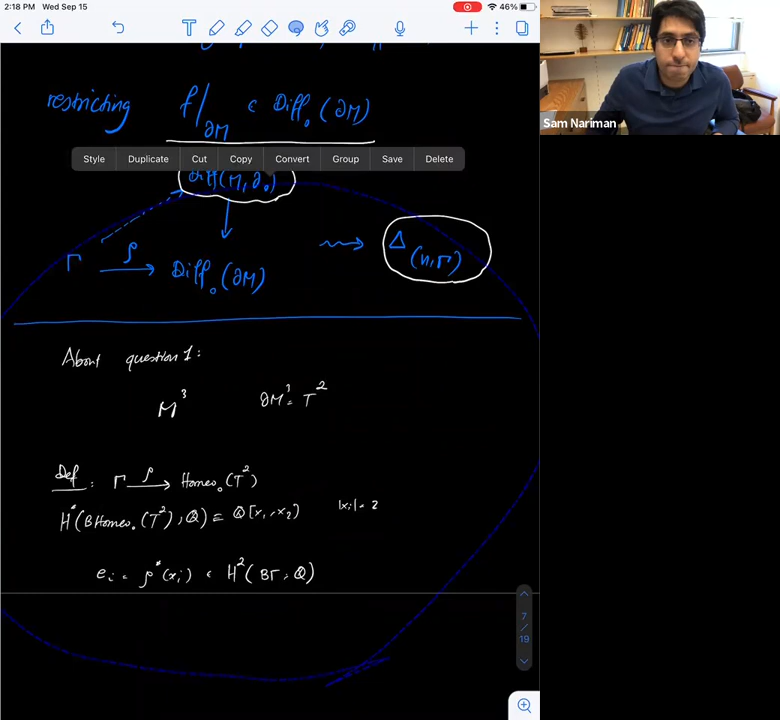 2:18 PM Wed Sep 15
46%
Sam Nariman
restricting f|∂M ∈ Diff₀(∂M)
Style Duplicate Cut Copy Convert Group Save Delete
Diff(M,∂₀)
Γ —ρ→ Diff₀(∂M) ⇝ Δ(n,Γ)
About question 1:
M³ ∂M³ = T²
Def: Γ —ρ→ Homeo₀(T²)
H*(BHomeo₀(T²); Q) = Q[x₁, x₂] |xᵢ| = 2
eᵢ = ρ*(xᵢ) ∈ H²(BΓ; Q)
7
/
19